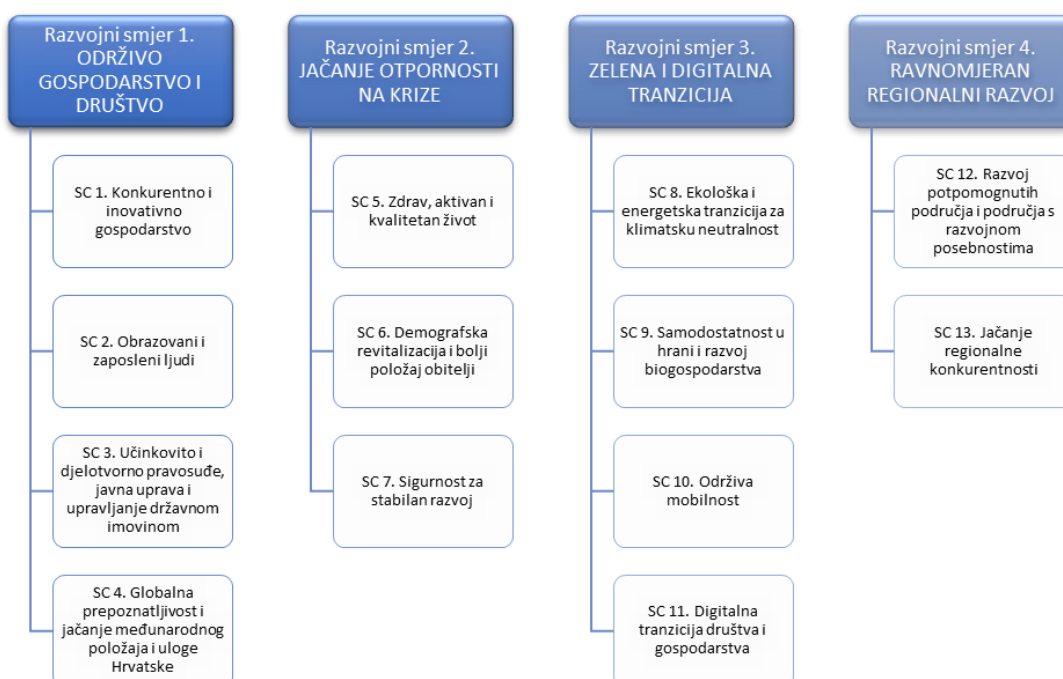 Razvojni smjer 1.
ODRŽIVO
GOSPODARSTVO I
DRUŠTVO
SC 1. Konkurentno i
inovativno
gospodarstvo
SC 2. Obrazovani i
zaposleni ljudi
SC 3. Učinkovito i
djelotvorno pravosuđe,
javna uprava i
upravljanje državnom
imovinom
SC 4. Globalna
prepoznatljivost i
jačanje međunarodnog
položaja i uloge
Hrvatske
Razvojni smjer 2.
JAČANJE OTPORNOSTI
NA KRIZE
SC 5. Zdrav, aktivan i
kvalitetan život
SC 6. Demografska
revitalizacija i bolji
položaj obitelji
SC 7. Sigurnost za
stabilan razvoj
Razvojni smjer 3.
ZELENA I DIGITALNA
TRANZICIJA
SC 8. Ekološka i
energetska tranzicija za
klimatsku neutralnost
SC 9. Samodostatnost u
hrani i razvoj
biogospodarstva
SC 10. Održiva
mobilnost
SC 11. Digitalna
tranzicija društva i
gospodarstva
Razvojni smjer 4.
RAVNOMJERAN
REGIONALNI RAZVOJ
SC 12. Razvoj
potpomognutih
područja i područja s
razvojnom
posebnostima
SC 13. Jačanje
regionalne
konkurentnosti